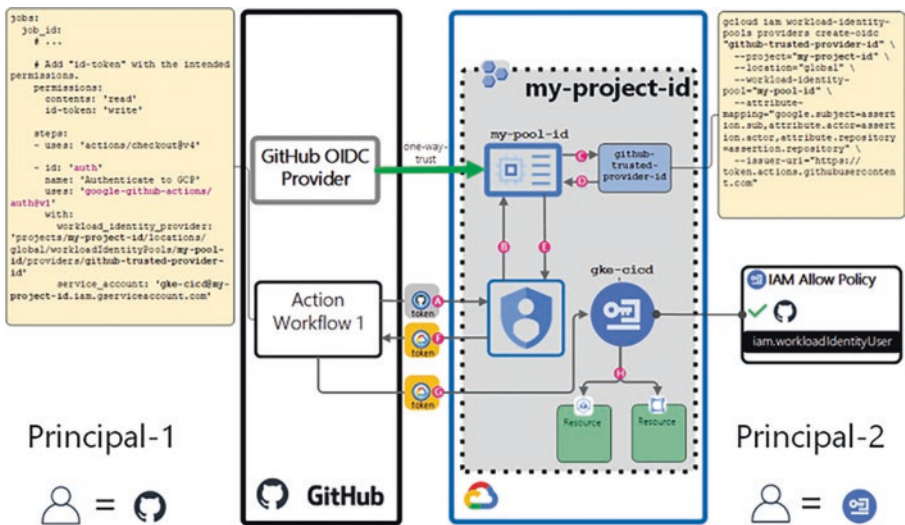 jobs:
job_id:
# ...
# Add "id-token" with the intended
permissions.
permissions:
contents: 'read'
id-token: 'write'
steps:
- uses: 'actions/checkout@v4'
- id: 'auth'
name: 'Authenticate to GCP'
uses: 'google-github-actions/
auth@v1'
with:
workload_identity_provider:
'projects/my-project-id/locations/
global/workloadIdentityPools/my-pool
-id/providers/github-trusted-provider-
id'
service_account: 'gke-cicd@my-
project-id.iam.gserviceaccount.com'
GitHub OIDC
Provider
one-way-
trust
my-project-id
my-pool-id
C
D
github-
trusted-
provider-id
B
E
gke-cicd
Action
Workflow 1
A
token
F
token
G
token
H
Resource
Resource
GitHub
gcloud iam workload-identity-
pools providers create-oidc
"github-trusted-provider-id" \
--project="my-project-id" \
--location="global" \
--workload-identity-
pool="my-pool-id" \
--attribute-
mapping="google.subject=assert
ion.sub,attribute.actor=assert
ion.actor,attribute.repository
=assertion.repository" \
--issuer-uri="https://
token.actions.githubuserconten
t.com"
IAM Allow Policy
iam.workloadIdentityUser
Principal-1
=
Principal-2
=